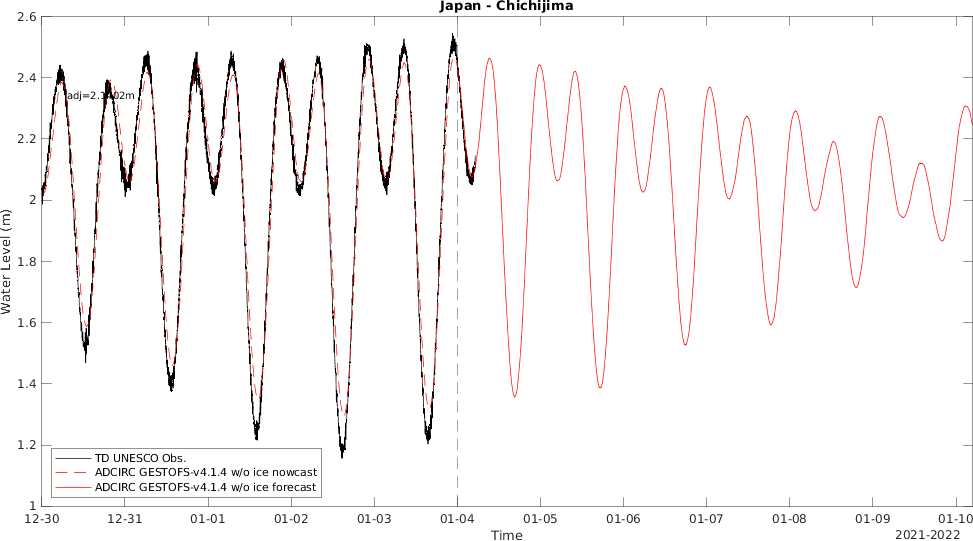 Japan - Chichijima
2.6
2.4
2.2
2
1.8
1.6
1.4
1.2
1
Water Level (m)
TD UNESCO Obs.
ADCIRC GESTOFS-v4.1.4 w/o ice nowcast
ADCIRC GESTOFS-v4.1.4 w/o ice forecast
12-30 12-31 01-01 01-02 01-03 01-04 01-05 01-06 01-07 01-08 01-09 01-10
Time
2021-2022